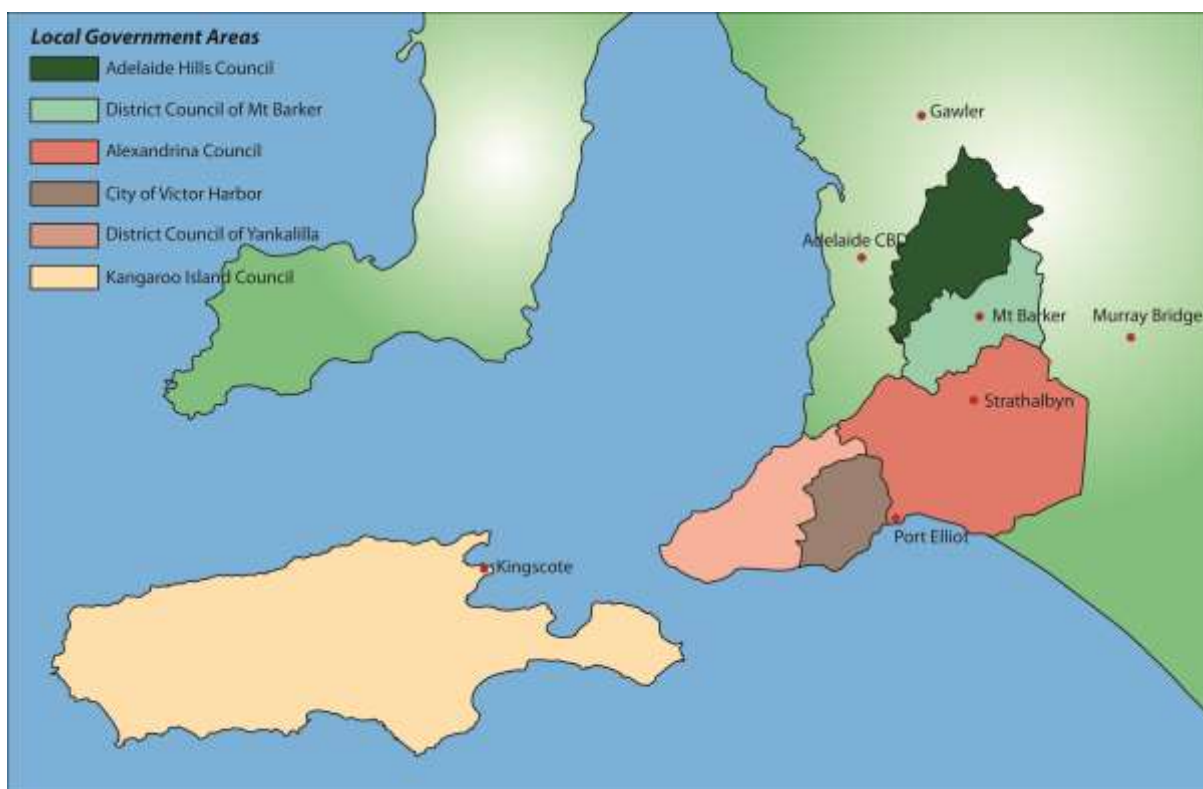 Local Government Areas
Adelaide Hills Council
District Council of Mt Barker
Alexandrina Council
City of Victor Harbor
District Council of Yankalilla
Kangaroo Island Council
Gawler
Adelaide CBD
Mt Barker
Murray Bridge
Strathalbyn
Port Elliot
Kingscote